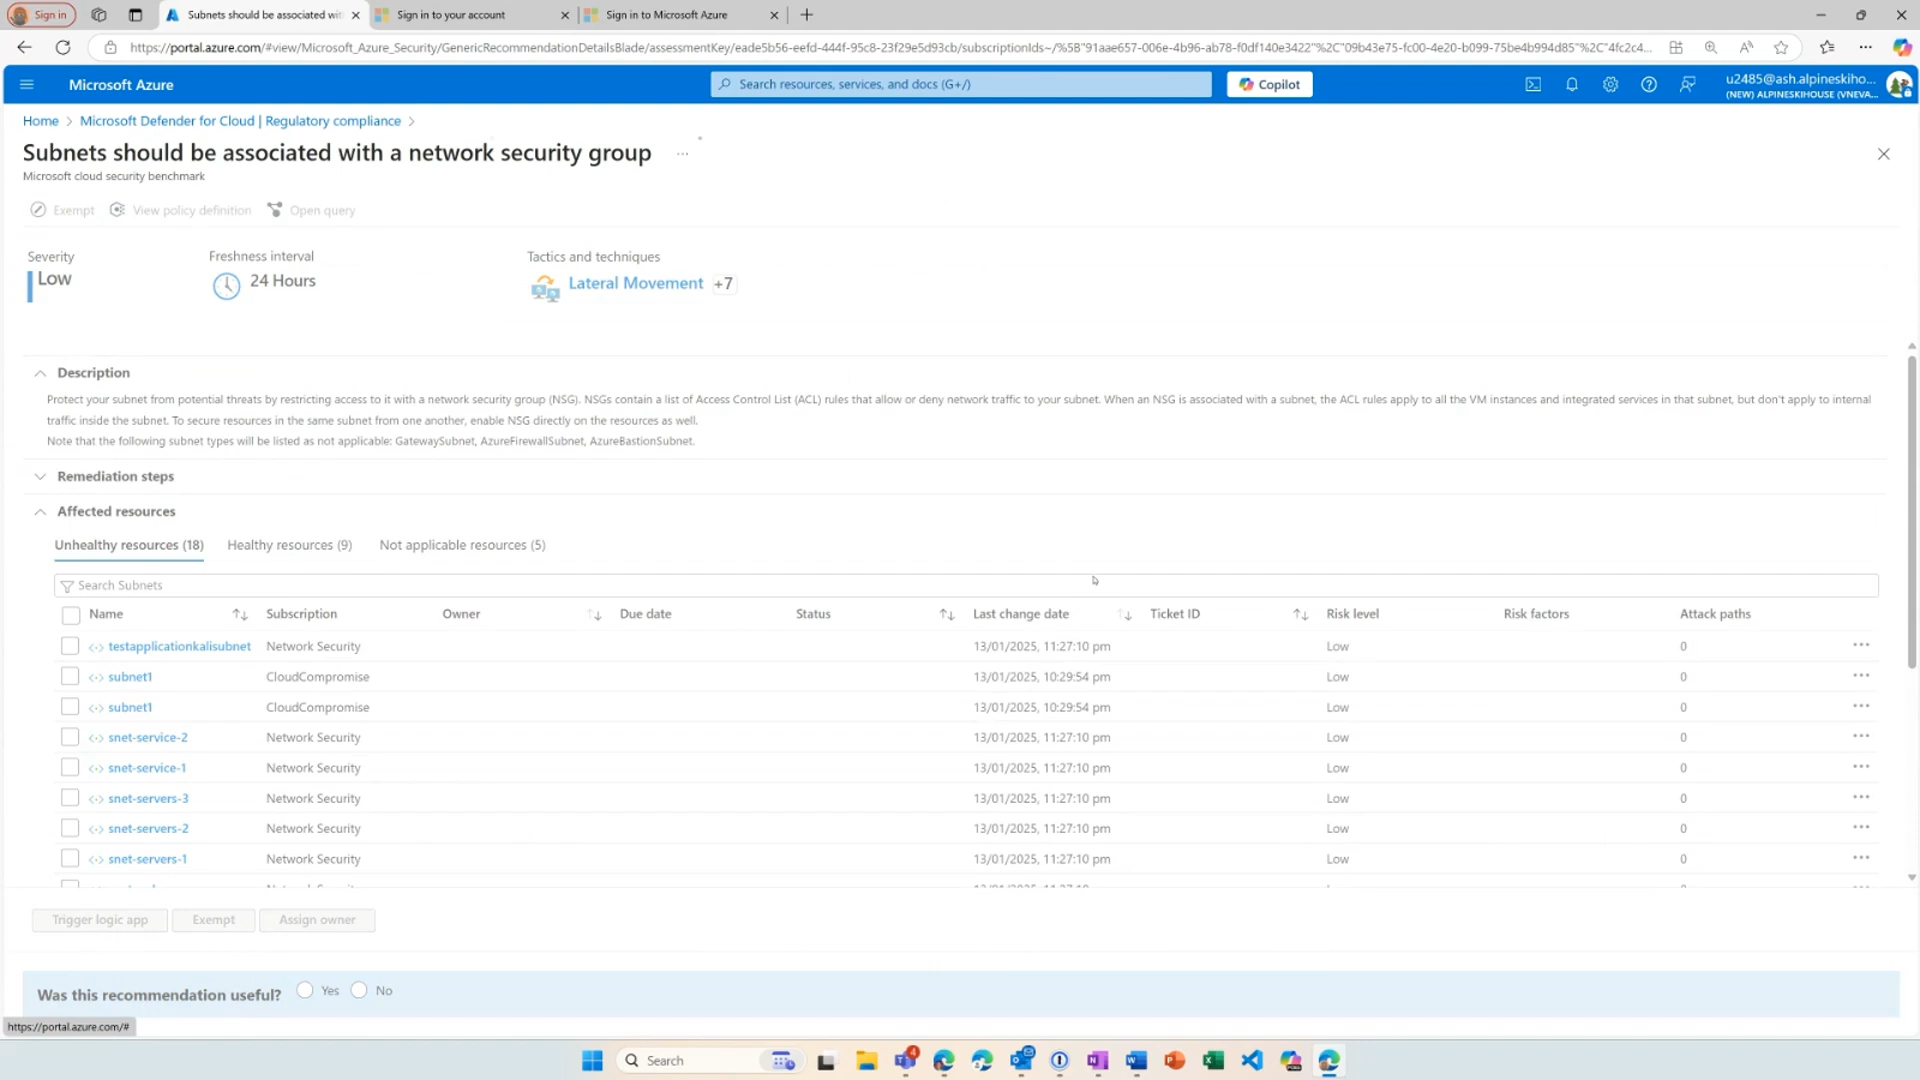 Sign in
Subnets should be associated wit
Sign in to your account
Sign in to Microsoft Azure
https://portal.azure.com/#view/Microsoft_Azure_Security/GenericRecommendationDetailsBlade/assessmentKey/eade5b56-eefd-444f-95c8-23f29e5d93cb/subscriptionIds~/%5B"91aae657-006e-4b96-ab78-f0df140e3422"%2C"09b43e75-fc00-4e20-b099-75be4b994d85"%2C"4fc2c4...
Microsoft Azure
Search resources, services, and docs (G+/)
Copilot
u2485@ash.alpineskiho...
(NEW) ALPINESKIHOUSE (VNEVA...
Home > Microsoft Defender for Cloud | Regulatory compliance >
Subnets should be associated with a network security group ...
Microsoft cloud security benchmark
Exempt View policy definition Open query
Severity Freshness interval Tactics and techniques
Low 24 Hours Lateral Movement +7
Description
Protect your subnet from potential threats by restricting access to it with a network security group (NSG). NSGs contain a list of Access Control List (ACL) rules that allow or deny network traffic to your subnet. When an NSG is associated with a subnet, the ACL rules apply to all the VM instances and integrated services in that subnet, but don't apply to internal
traffic inside the subnet. To secure resources in the same subnet from one another, enable NSG directly on the resources as well.
Note that the following subnet types will be listed as not applicable: GatewaySubnet, AzureFirewallSubnet, AzureBastionSubnet.
Remediation steps
Affected resources
Unhealthy resources (18) Healthy resources (9) Not applicable resources (5)
Search Subnets
Name Subscription Owner Due date Status Last change date Ticket ID Risk level Risk factors Attack paths
testapplicationkalisubnet Network Security 13/01/2025, 11:27:10 pm Low 0 ...
subnet1 CloudCompromise 13/01/2025, 10:29:54 pm Low 0 ...
subnet1 CloudCompromise 13/01/2025, 10:29:54 pm Low 0 ...
snet-service-2 Network Security 13/01/2025, 11:27:10 pm Low 0 ...
snet-service-1 Network Security 13/01/2025, 11:27:10 pm Low 0 ...
snet-servers-3 Network Security 13/01/2025, 11:27:10 pm Low 0 ...
snet-servers-2 Network Security 13/01/2025, 11:27:10 pm Low 0 ...
snet-servers-1 Network Security 13/01/2025, 11:27:10 pm Low 0 ...
Trigger logic app Exempt Assign owner
Was this recommendation useful? Yes No
https://portal.azure.com/#
Search
4